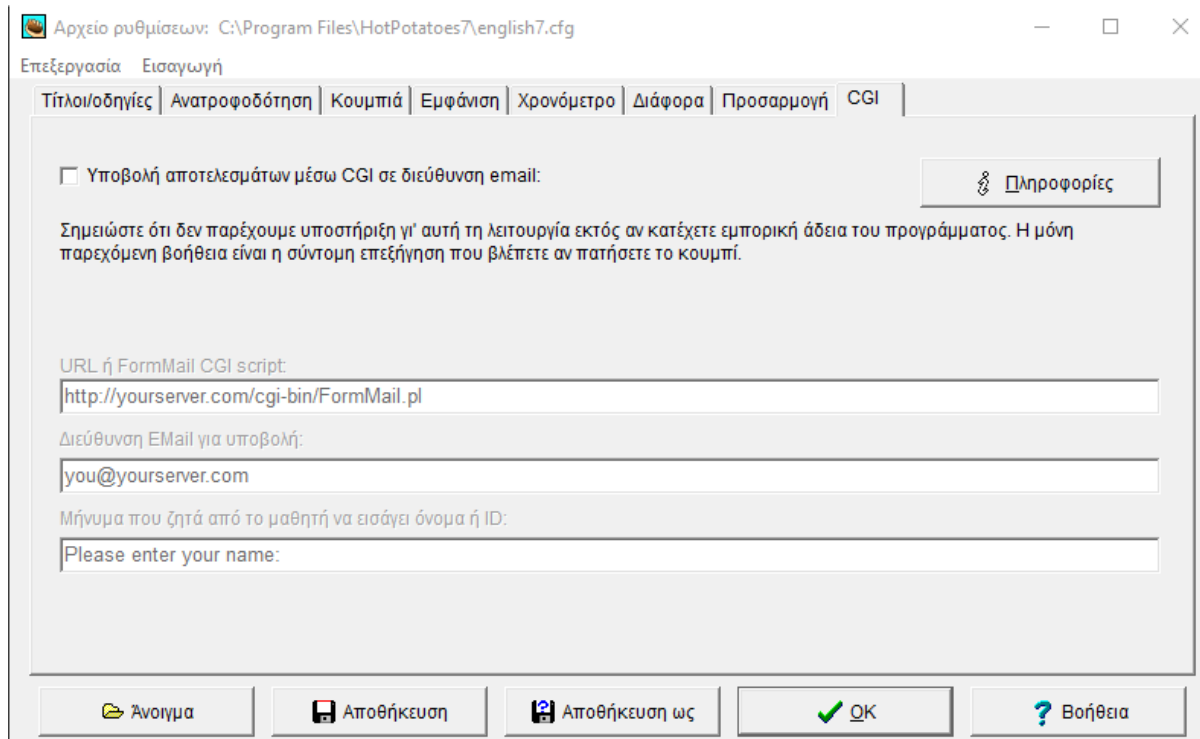 Αρχείο ρυθμίσεων: C:\Program Files\HotPotatoes7\english7.cfg
Επεξεργασία Εισαγωγή
Τίτλοι/οδηγίες Ανατροφοδότηση Κουμπιά Εμφάνιση Χρονόμετρο Διάφορα Προσαρμογή CGI
Υποβολή αποτελεσμάτων μέσω CGI σε διεύθυνση email:
Πληροφορίες
Σημειώστε ότι δεν παρέχουμε υποστήριξη γι' αυτή τη λειτουργία εκτός αν κατέχετε εμπορική άδεια του προγράμματος. Η μόνη
παρεχόμενη βοήθεια είναι η σύντομη επεξήγηση που βλέπετε αν πατήσετε το κουμπί.
URL ή FormMail CGI script:
http://yourserver.com/cgi-bin/FormMail.pl
Διεύθυνση EMail για υποβολή:
you@yourserver.com
Μήνυμα που ζητά από το μαθητή να εισάγει όνομα ή ID:
Please enter your name:
Άνοιγμα Αποθήκευση Αποθήκευση ως OK Βοήθεια